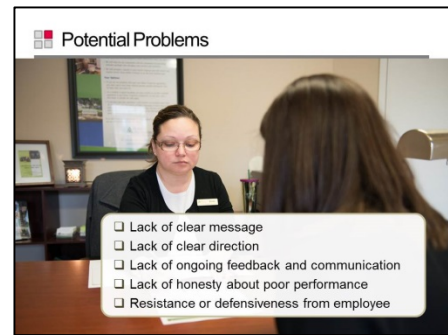 Potential Problems
Lack of clear message
Lack of clear direction
Lack of ongoing feedback and communication
Lack of honesty about poor performance
Resistance or defensiveness from employee